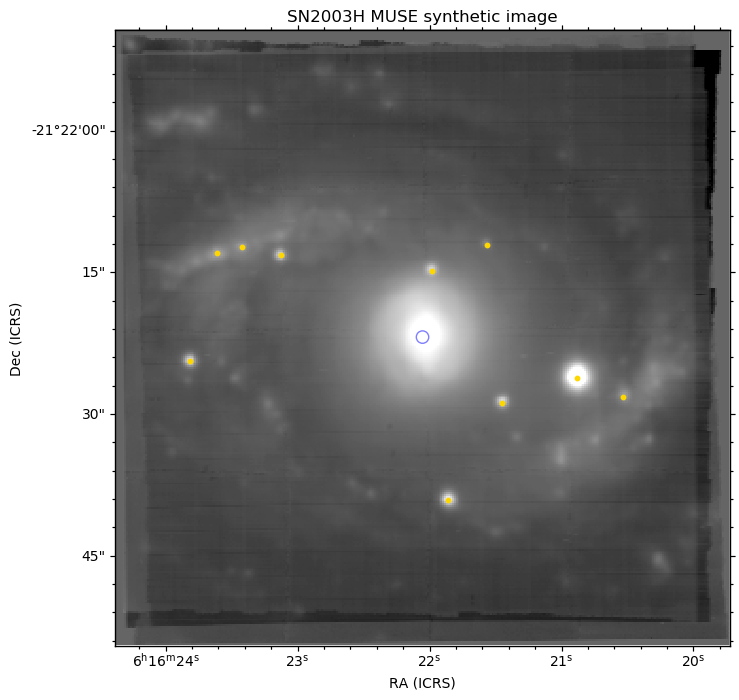 SN2003H MUSE synthetic image
-21°22'00"
15"
30"
45"
Dec (ICRS)
6ʰ16ᵐ24ˢ 23ˢ 22ˢ 21ˢ 20ˢ
RA (ICRS)